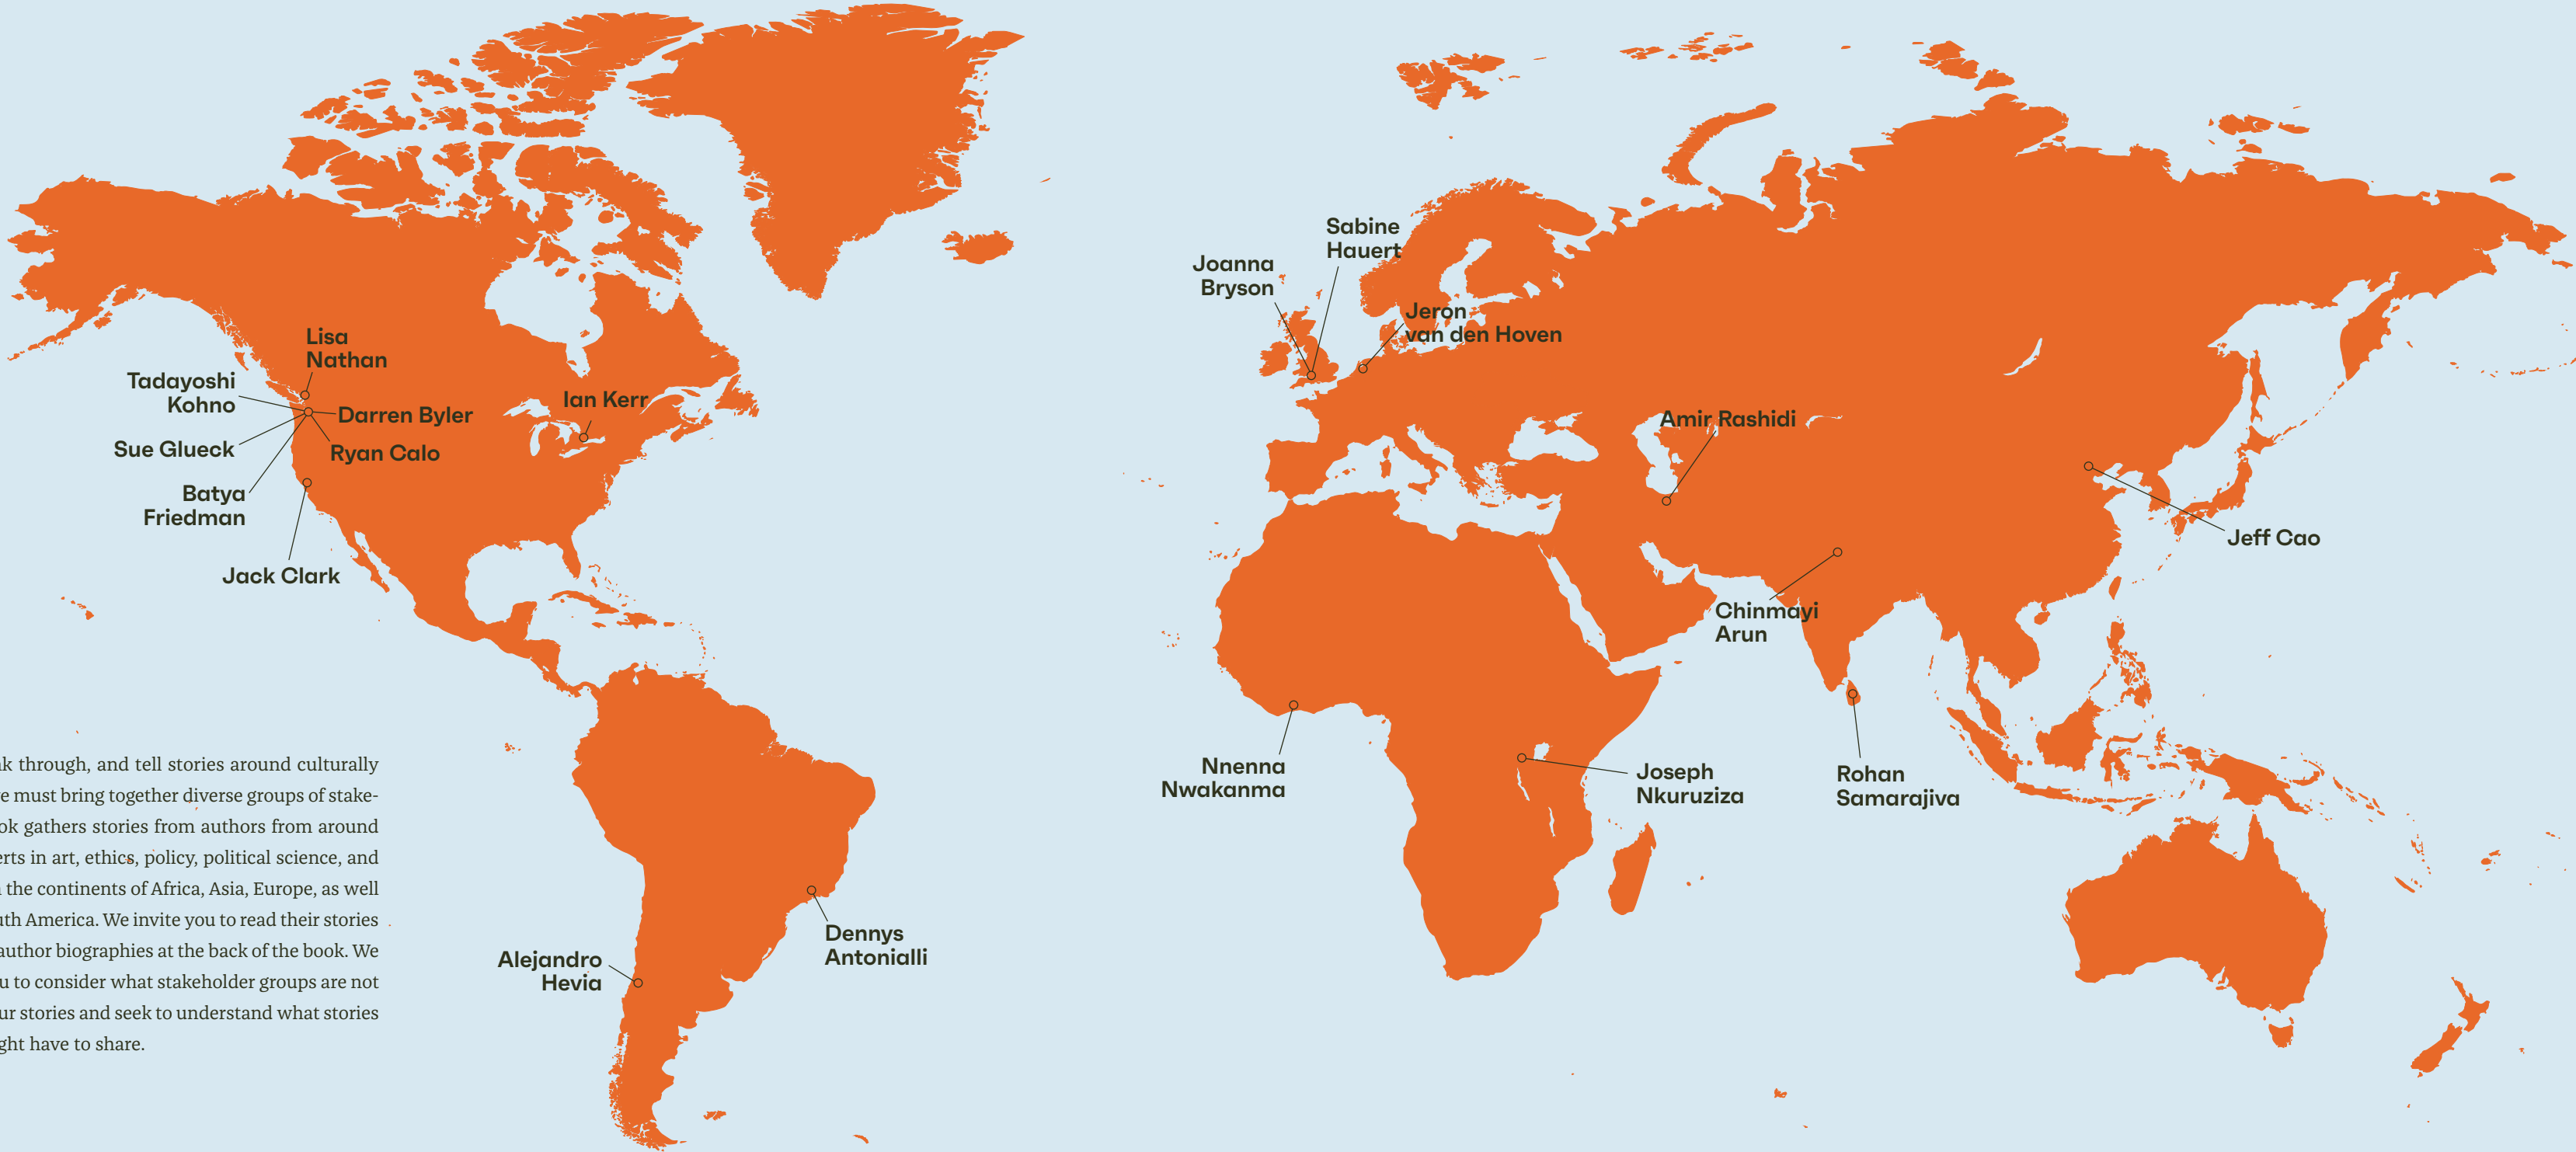 Lisa
Nathan
Tadayoshi
Kohno
Darren Byler
Sue Glueck
Ryan Calo
Batya
Friedman
Jack Clark
Ian Kerr
Joanna
Bryson
Sabine
Hauert
Jeron
van den Hoven
Amir Rashidi
Jeff Cao
Chinmayi
Arun
Nnenna
Nwakanma
Joseph
Nkuruziza
Rohan
Samarajiva
Dennys
Antonialli
Alejandro
Hevia
through, and tell stories around culturally
must bring together diverse groups of stake-
gathers stories from authors from around
in art, ethics, policy, political science, and
the continents of Africa, Asia, Europe, as well
America. We invite you to read their stories
author biographies at the back of the book. We
to consider what stakeholder groups are not
stories and seek to understand what stories
have to share.